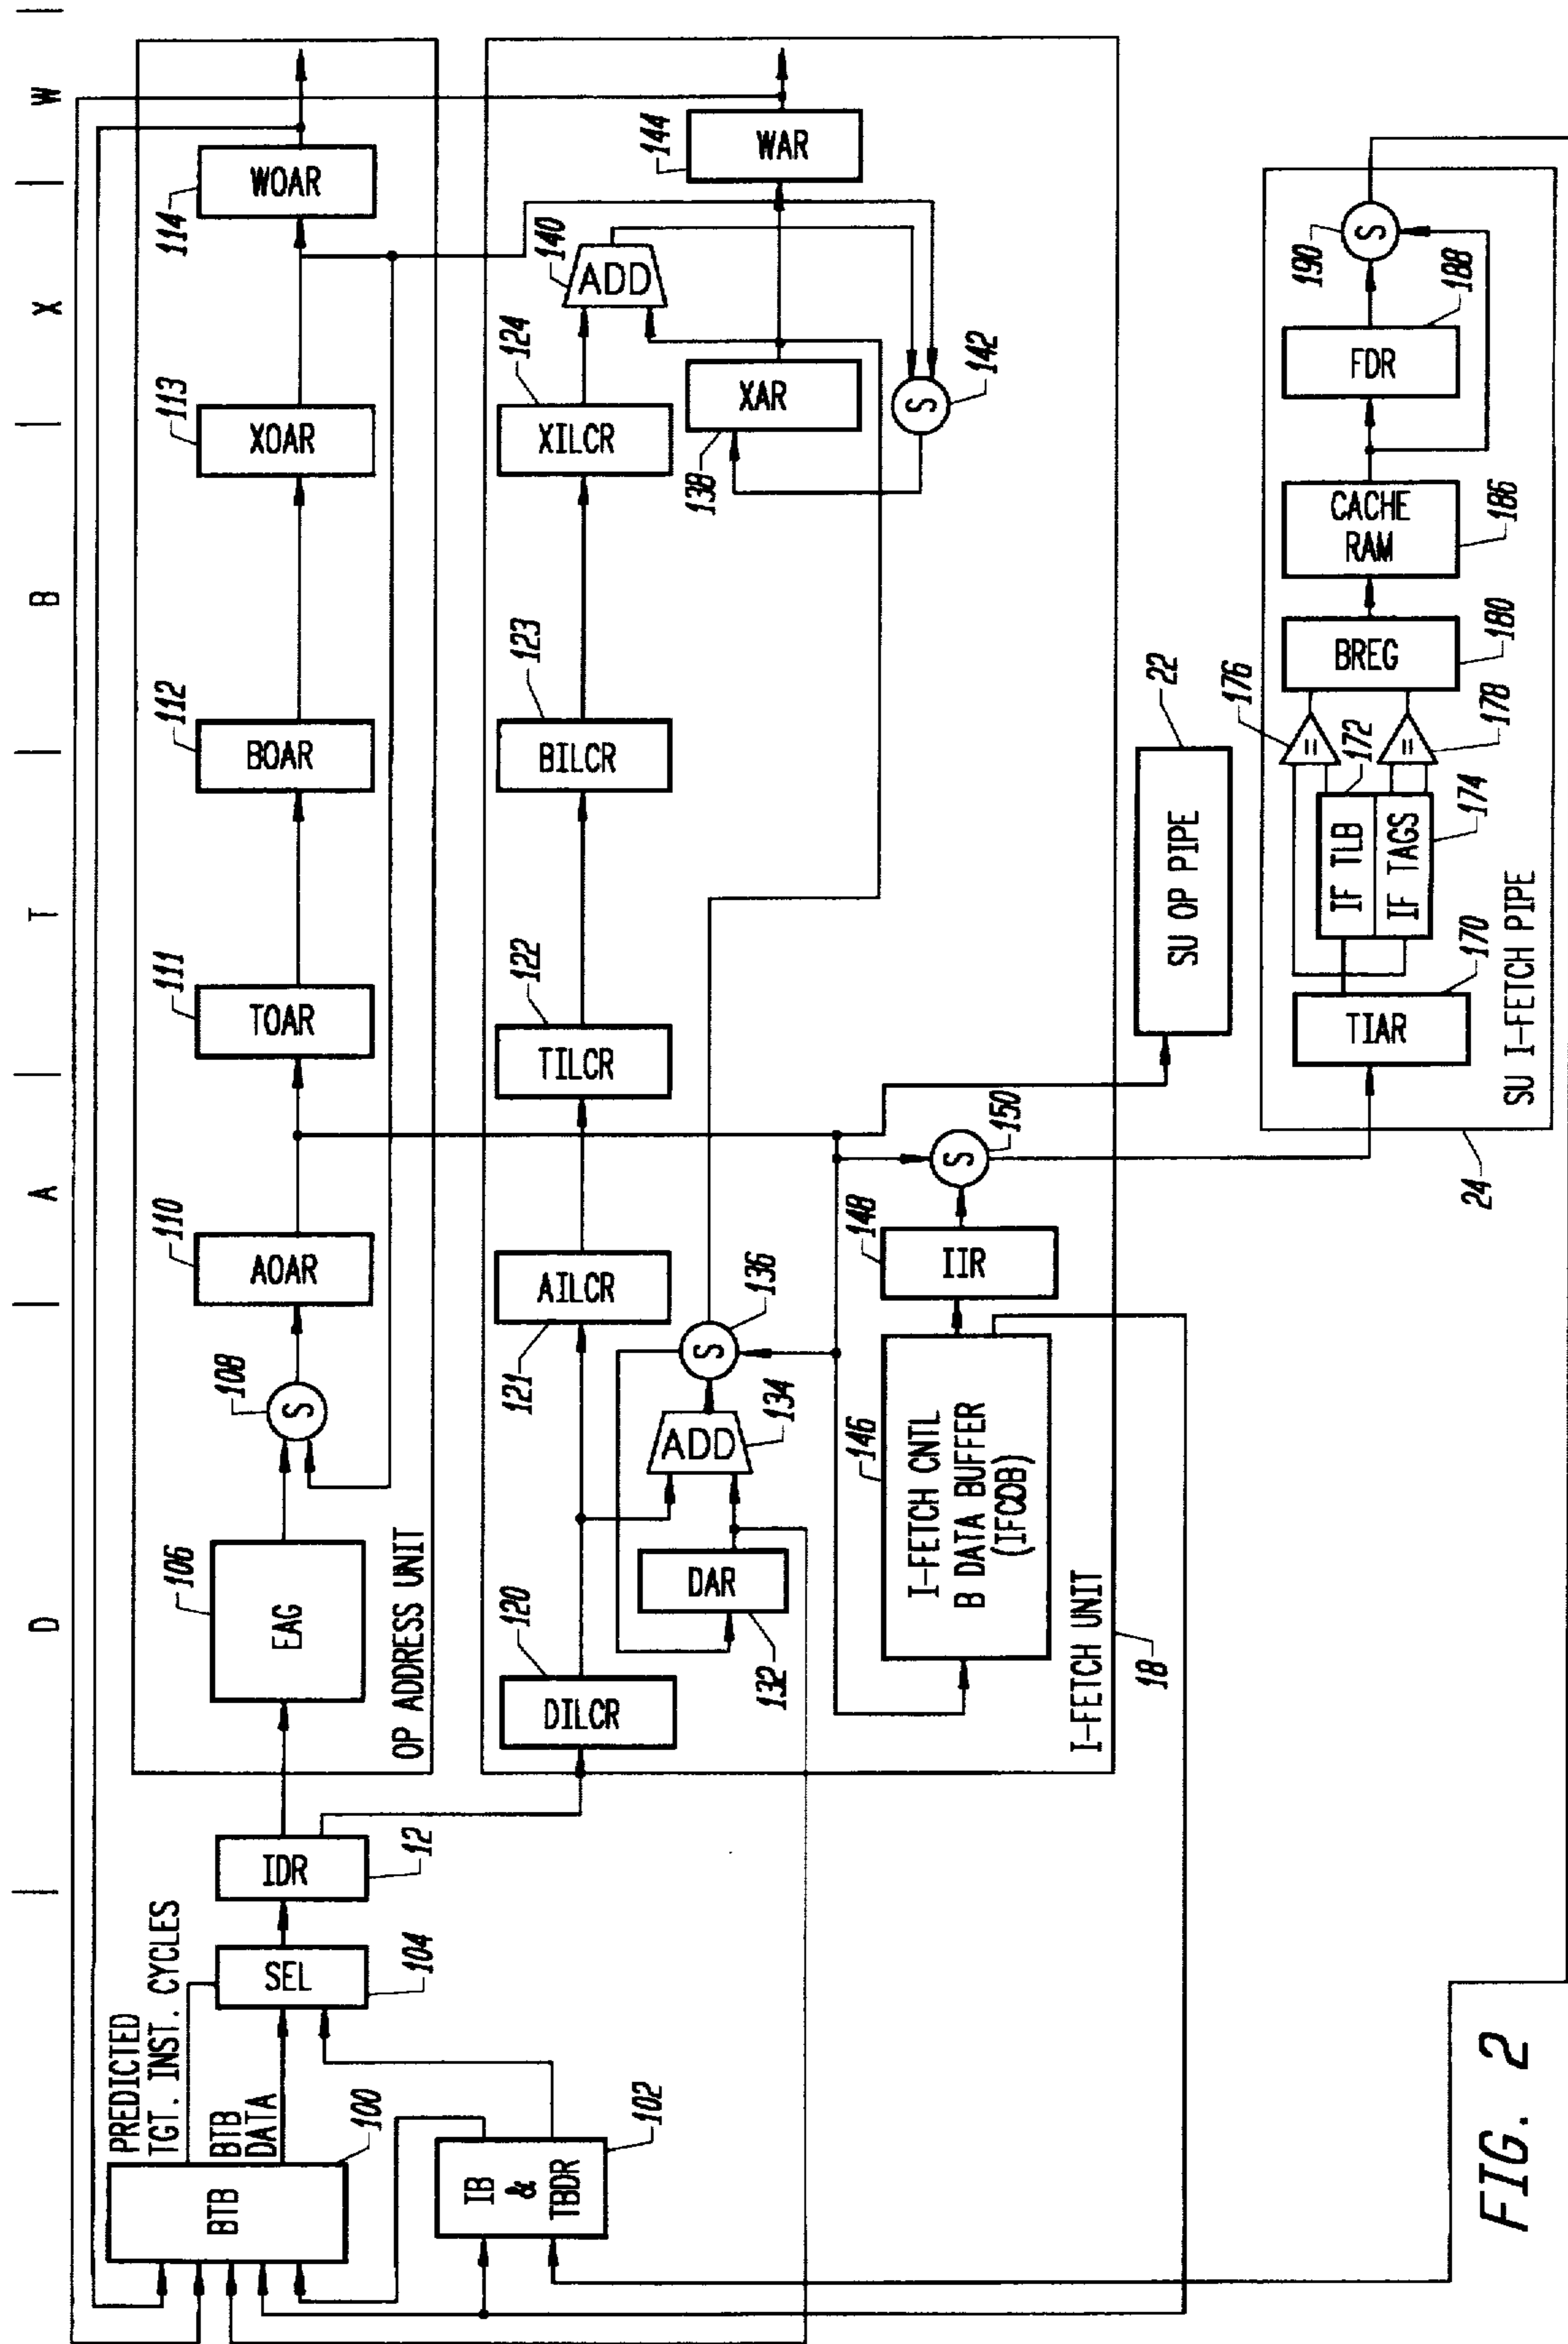 D
A
T
B
X
W
PREDICTED
TGT. INST. CYCLES
BTB
DATA
100
BTB
SEL
104
IDR
12
IB
&
TBDR
102
106
EAG
108
S
110
AOAR
111
TOAR
112
BOAR
113
XOAR
114
WOAR
OP ADDRESS UNIT
120
DILCR
121
AILCR
122
TILCR
123
BILCR
124
XILCR
140
ADD
144
WAR
DAR
132
ADD
134
S
136
138
XAR
S
142
146
I-FETCH CNTL
B DATA BUFFER
(IFCDB)
148
IIR
S
150
I-FETCH UNIT
18
SU OP PIPE
22
TIAR
170
IF TLB
172
IF TAGS
174
=
176
=
178
BREG
180
CACHE
RAM
186
FDR
188
190
S
SU I-FETCH PIPE
24
FIG. 2